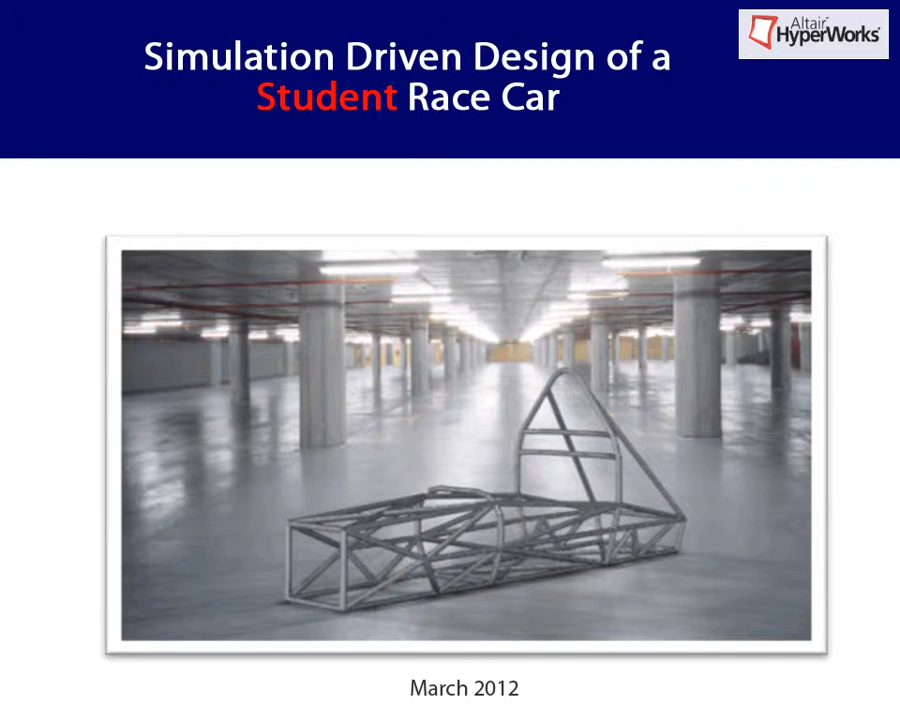 Altair
HyperWorks
Simulation Driven Design of a
Student Race Car
March 2012